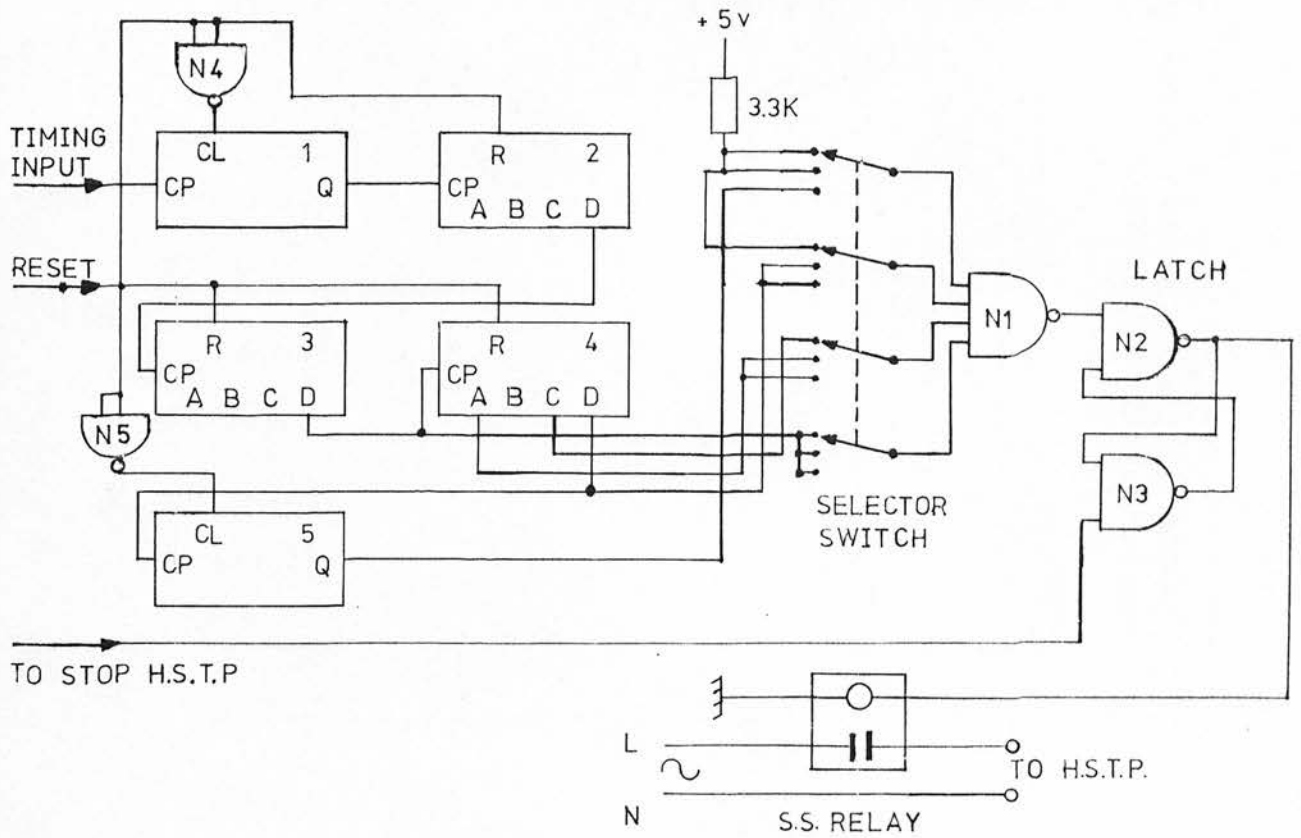 + 5v
3.3K
N4
TIMING
INPUT
CL 1
CP Q
R 2
CP
A B C D
RESET
R 3
CP
A B C D
R 4
CP
A B C D
N1
LATCH
N2
N3
N5
CL 5
CP Q
SELECTOR
SWITCH
TO STOP H.S.T.P
L
N
TO H.S.T.P.
S.S. RELAY